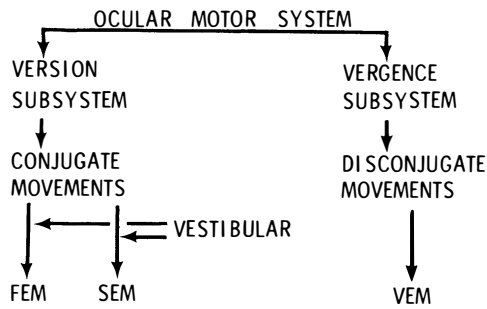 OCULAR MOTOR SYSTEM
VERSION
SUBSYSTEM
VERGENCE
SUBSYSTEM
CONJUGATE
MOVEMENTS
DISCONJUGATE
MOVEMENTS
VESTIBULAR
FEM
SEM
VEM